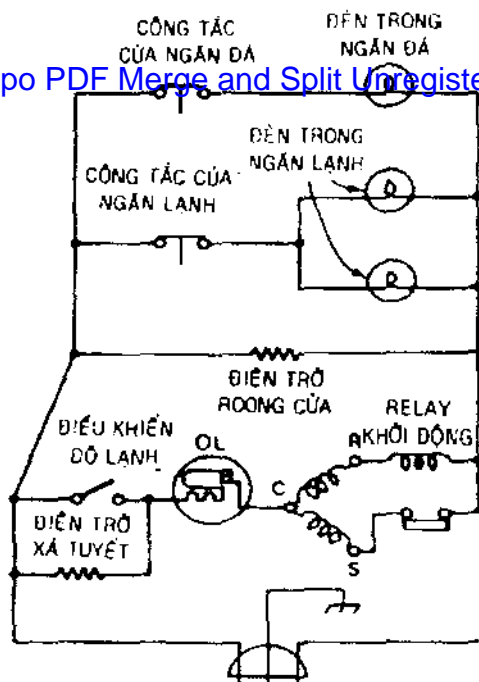 CÔNG TẮC
CỦA NGĂN ĐÁ
ĐÈN TRONG
NGĂN ĐÁ
po PDF Merge and Split Unregiste
ĐÈN TRONG
NGĂN LẠNH
CÔNG TẮC CỦA
NGĂN LẠNH
ĐIỆN TRỞ
ROONG CỬA
RELAY
KHỞI ĐỘNG
ĐIỀU KHIỂN
ĐỘ LẠNH
OL
R
C
S
ĐIỆN TRỞ
XẢ TUYẾT